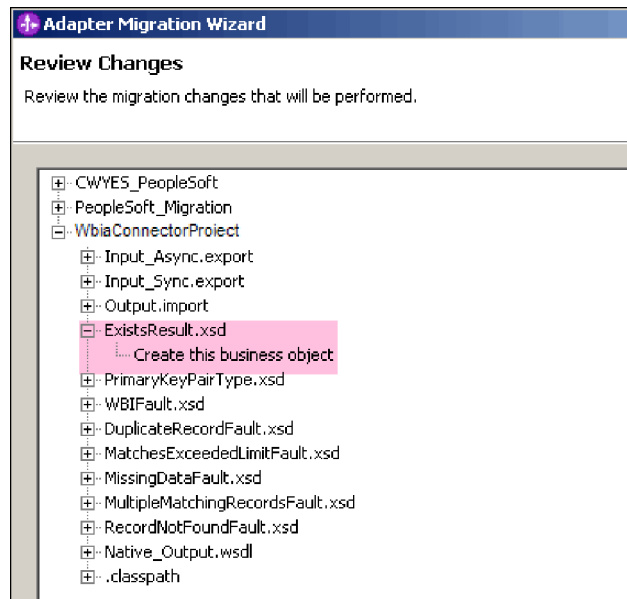 Adapter Migration Wizard
Review Changes
Review the migration changes that will be performed.
CWYES_PeopleSoft
PeopleSoft_Migration
WbiaConnectorProject
Input_Async.export
Input_Sync.export
Output.import
ExistsResult.xsd
Create this business object
PrimaryKeyPairType.xsd
WBIFault.xsd
DuplicateRecordFault.xsd
MatchesExceededLimitFault.xsd
MissingDataFault.xsd
MultipleMatchingRecordsFault.xsd
RecordNotFoundFault.xsd
Native_Output.wsdl
.classpath